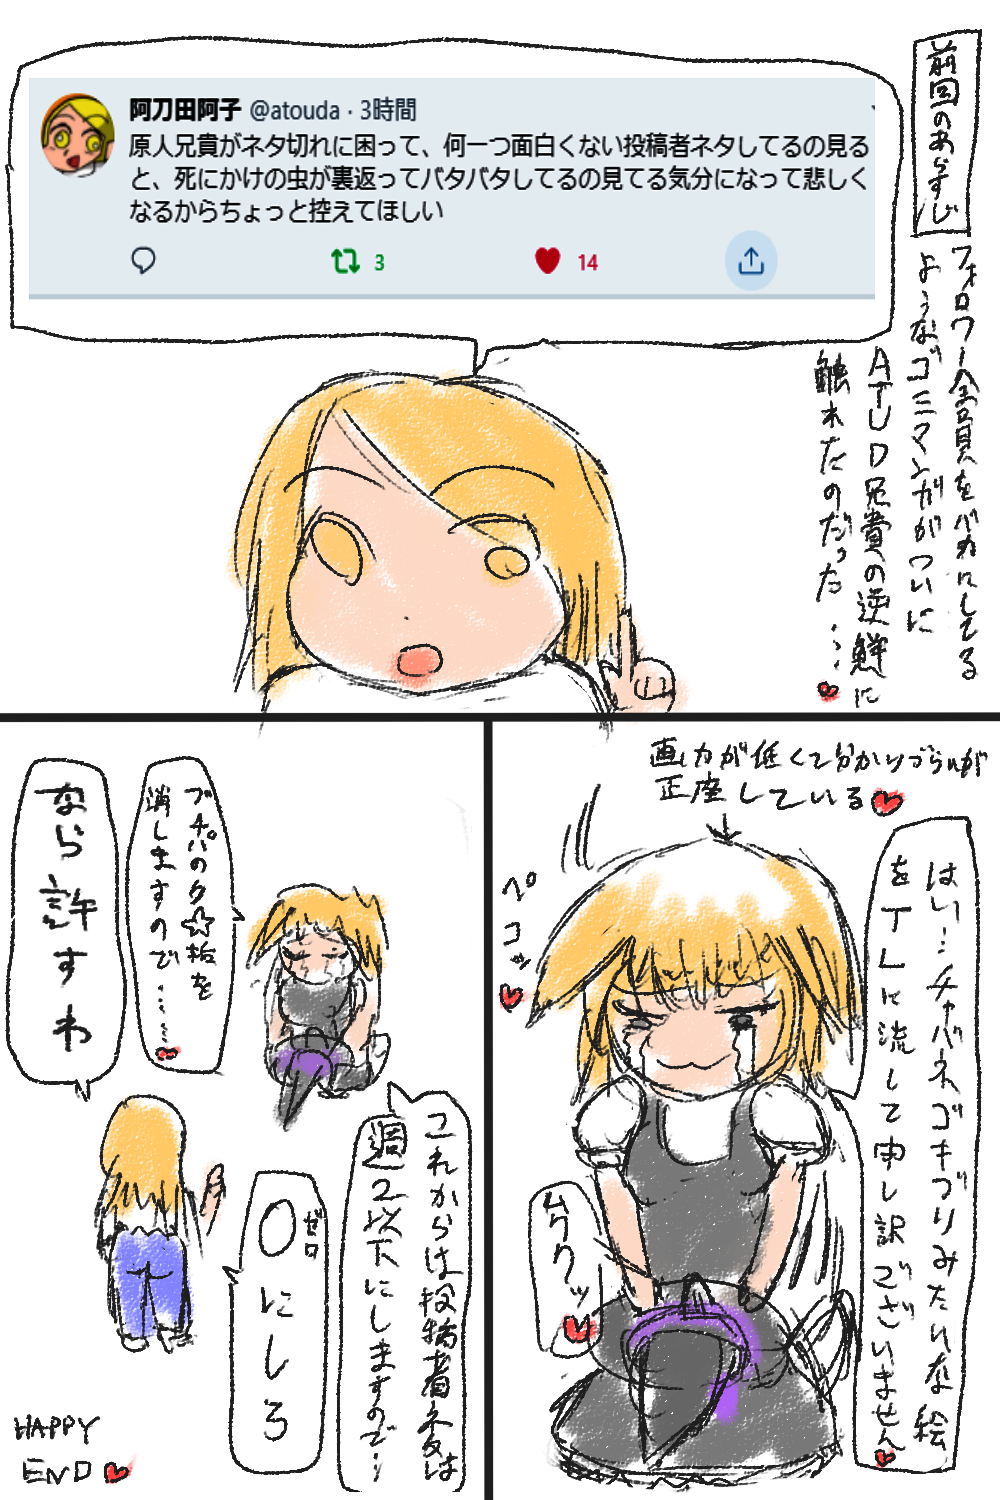 前回のあらすじ
フォロワー全員をバカにしてる
ようなゴミマンガがついに
ATUD兄貴の逆鱗に
触れたのだった…
阿刀田阿子 @atouda · 3時間
原人兄貴がネタ切れに困って、何一つ面白くない投稿者ネタしてるの見る
と、死にかけの虫が裏返ってバタバタしてるの見てる気分になって悲しく
なるからちょっと控えてほしい
3
14
画力が低くて分かりづらいが
正座している
はい…チャバネゴキブリみたいな絵
をTLに流して申し訳ございません
ペコッ
ムクッ
これからは投稿者ネタは
週2以下にしますので…
0にしろ
ゼロ
プチパのク☆桜を
消しますので……
なら許すわ
HAPPY
END